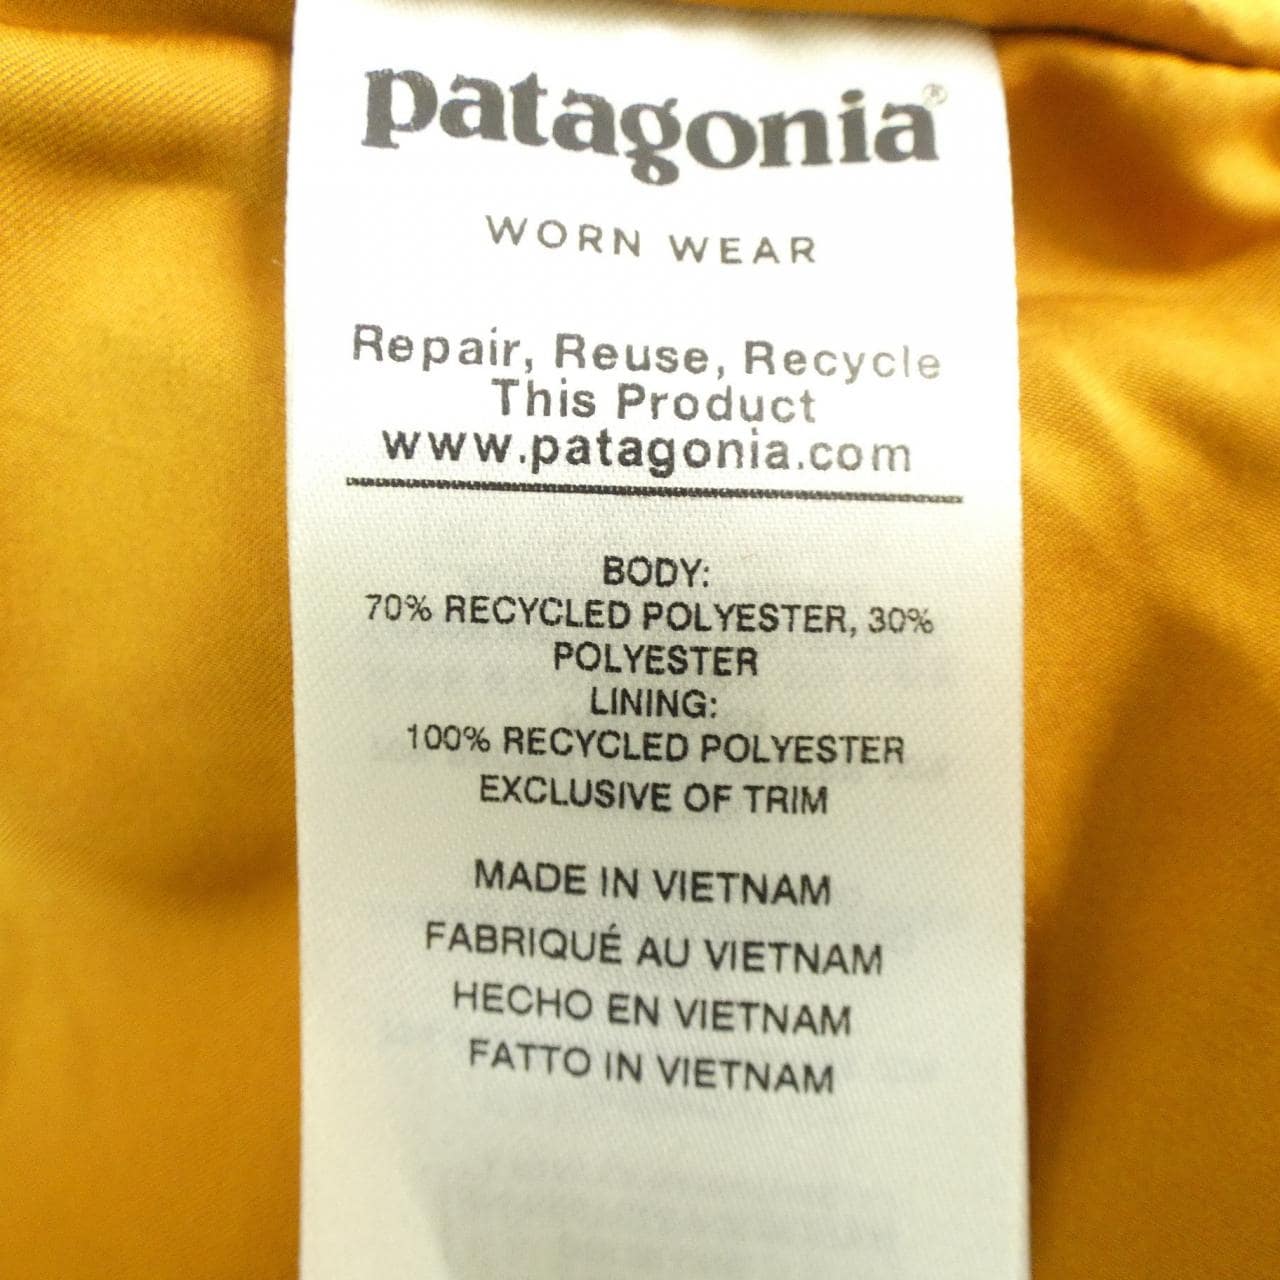 patagonia®
WORN WEAR
Repair, Reuse, Recycle
This Product
www.patagonia.com
BODY:
70% RECYCLED POLYESTER, 30%
POLYESTER
LINING:
100% RECYCLED POLYESTER
EXCLUSIVE OF TRIM
MADE IN VIETNAM
FABRIQUÉ AU VIETNAM
HECHO EN VIETNAM
FATTO IN VIETNAM